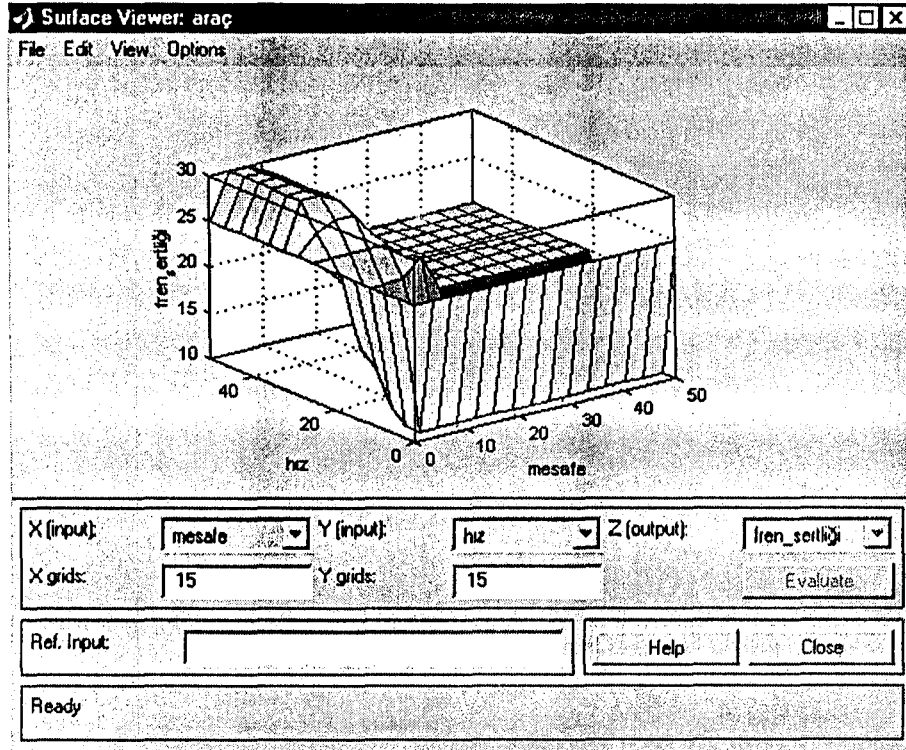 Surface Viewer: araç
File Edit View Options
30
25
20
15
10
fren_sertliği
40
20
0
hız
0
10
20
30
40
50
mesafe
X (input): mesafe Y (input): hız Z (output): fren_sertliği
X grids: 15 Y grids: 15 Evaluate
Ref. Input: Help Close
Ready